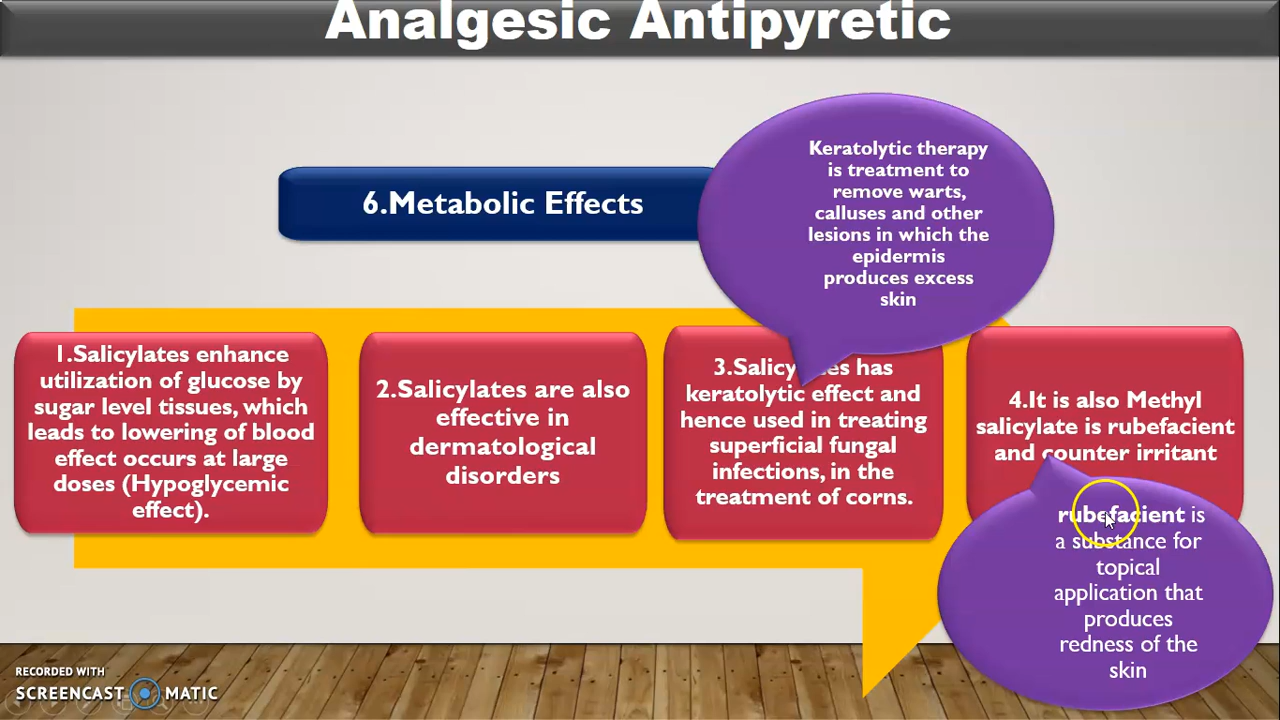 Analgesic Antipyretic
6.Metabolic Effects
Keratolytic therapy
is treatment to
remove warts,
calluses and other
lesions in which the
epidermis
produces excess
skin
1.Salicylates enhance
utilization of glucose by
sugar level tissues, which
leads to lowering of blood
effect occurs at large
doses (Hypoglycemic
effect).
2.Salicylates are also
effective in
dermatological
disorders
3.Salicy es has
keratolytic effect and
hence used in treating
superficial fungal
infections, in the
treatment of corns.
4.It is also Methyl
salicylate is rubefacient
and counter irritant
rubefacient is
a substance for
topical
application that
produces
redness of the
skin
RECORDED WITH
SCREENCAST MATIC